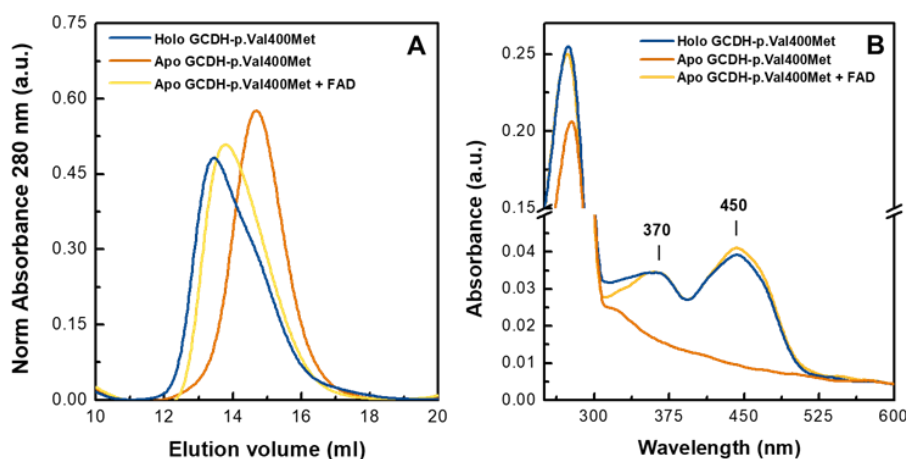 A
Holo GCDH-p.Val400Met
Apo GCDH-p.Val400Met
Apo GCDH-p.Val400Met + FAD
Norm Absorbance 280 nm (a.u.)
0.75
0.60
0.45
0.30
0.15
0.00
10 12 14 16 18 20
Elution volume (ml)
B
Holo GCDH-p.Val400Met
Apo GCDH-p.Val400Met
Apo GCDH-p.Val400Met + FAD
Absorbance (a.u.)
0.25
0.20
0.15
0.04
0.03
0.02
0.01
0.00
370
450
300 375 450 525 600
Wavelength (nm)